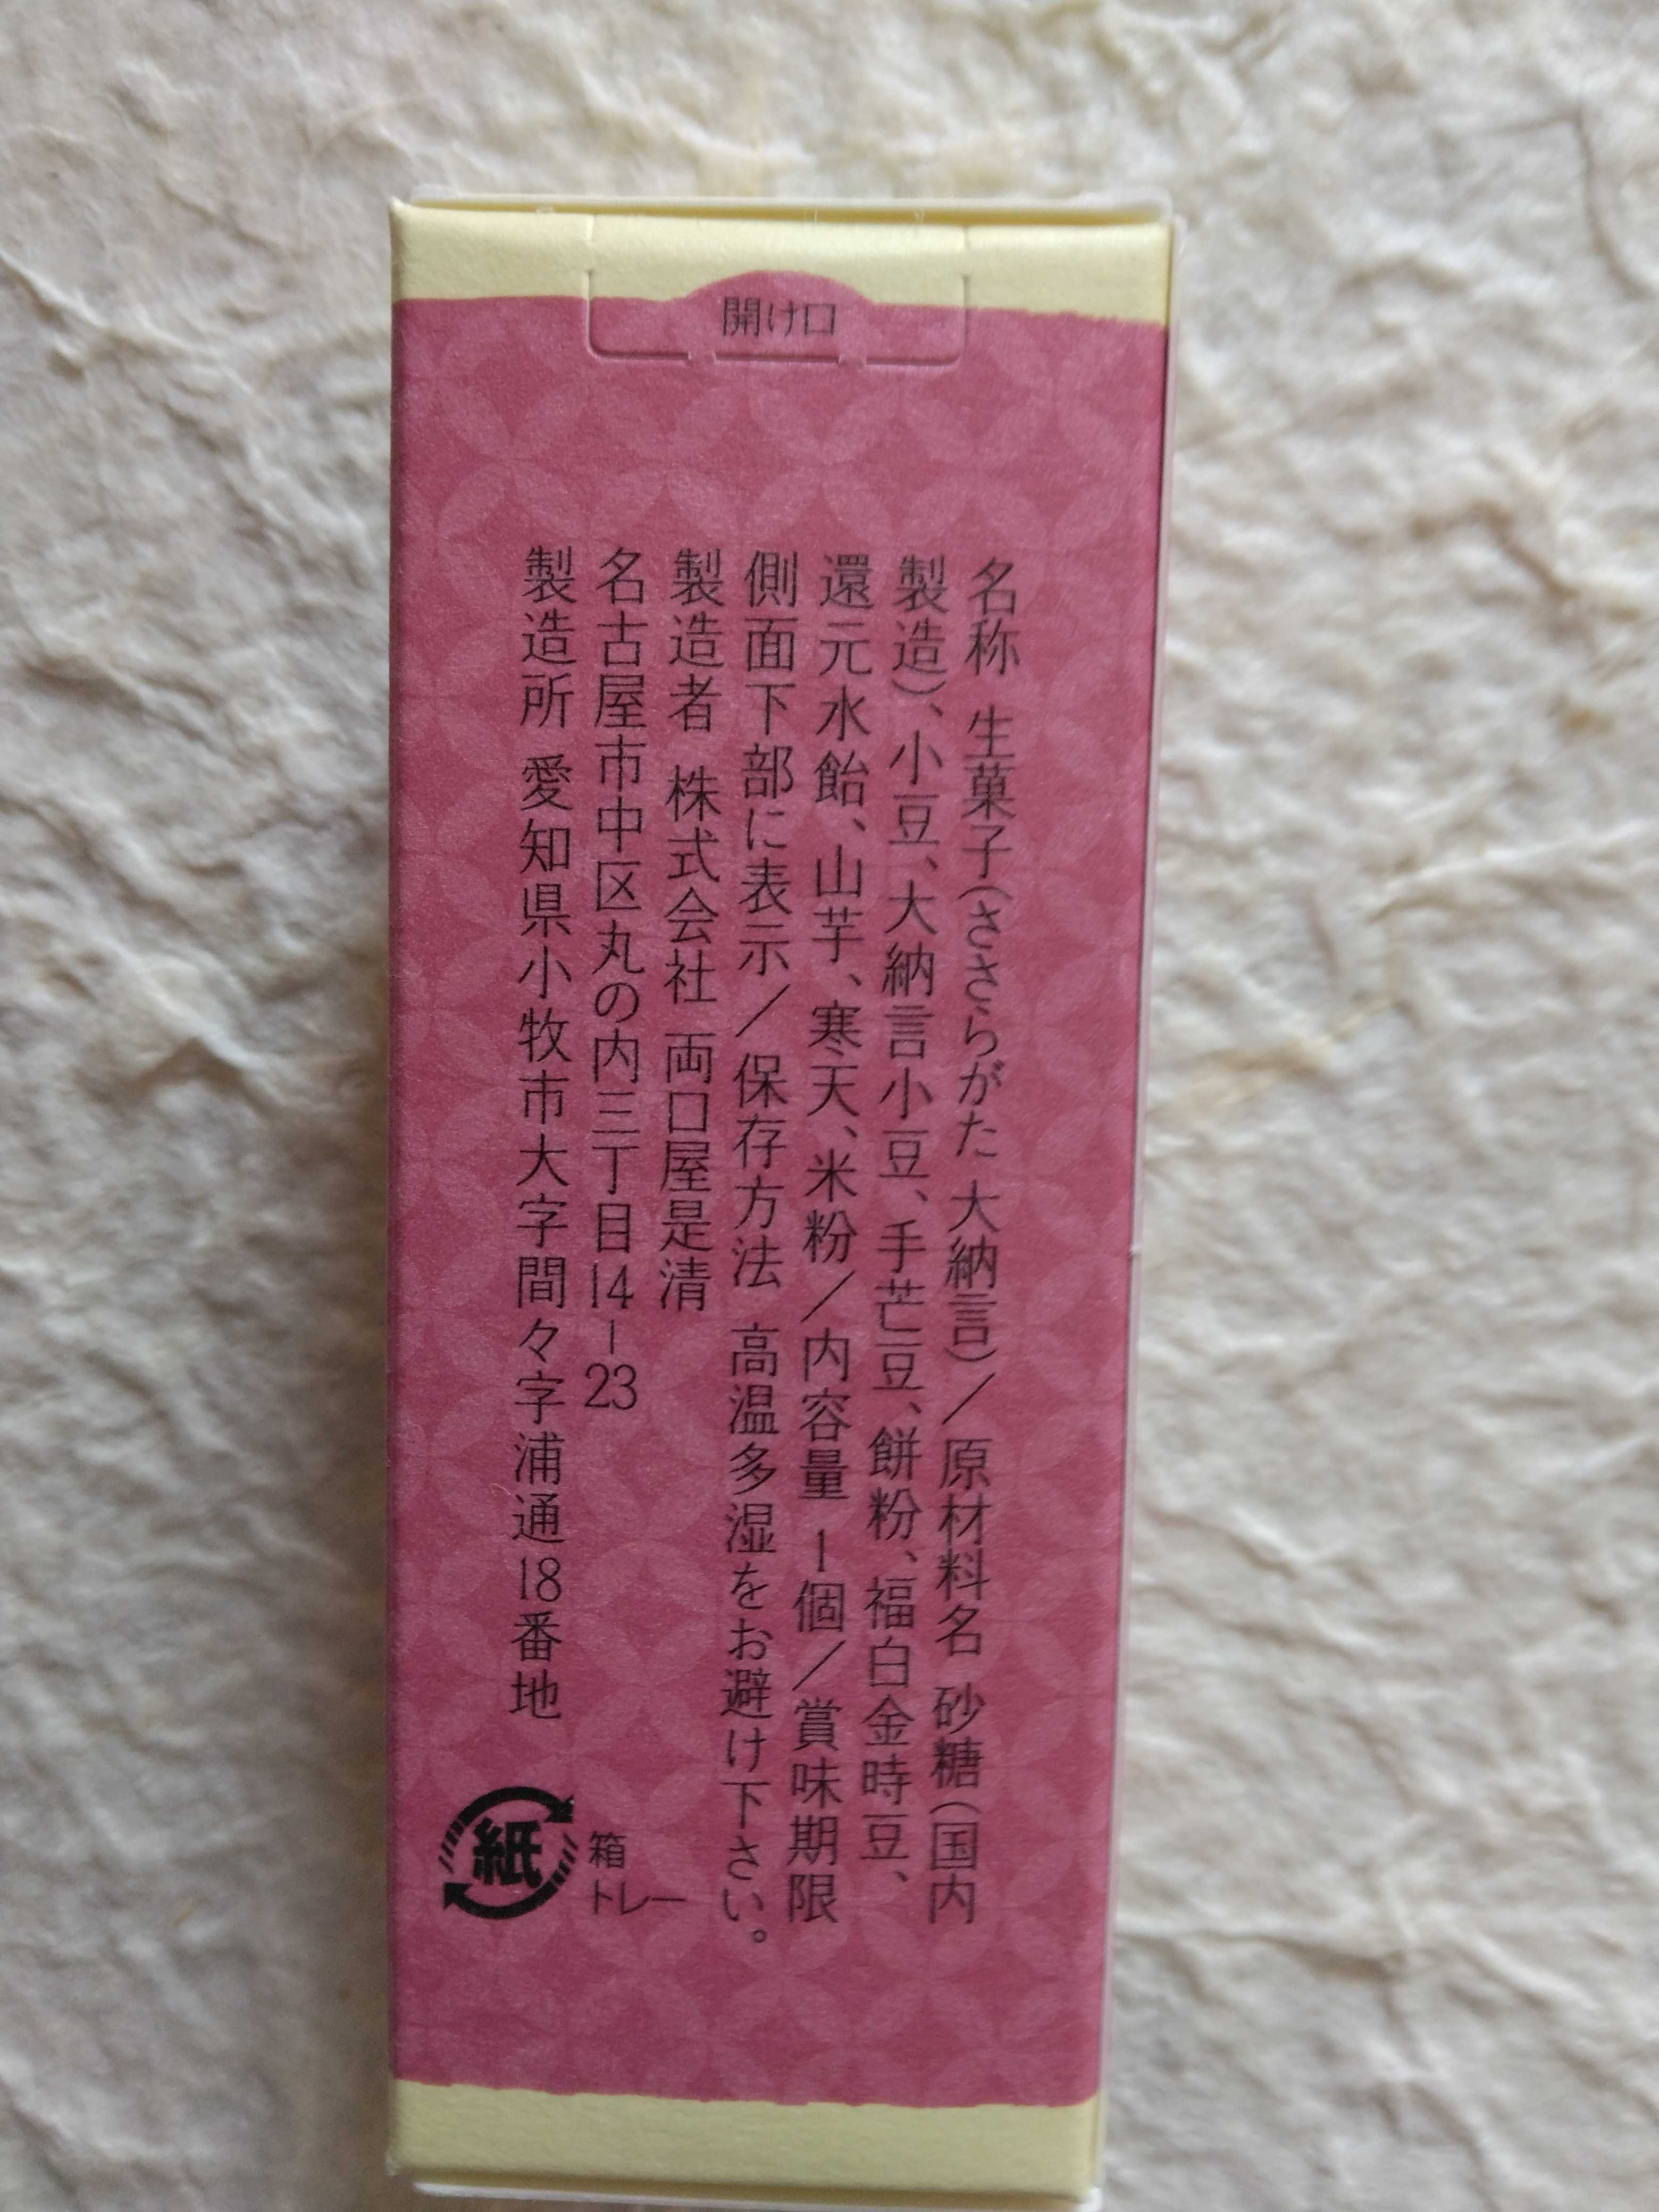 開け口
名称 生菓子(ささらがた 大納言)/原材料名 砂糖(国内
製造)、小豆、大納言小豆、手芒豆、餅粉、福白金時豆、
還元水飴、山芋、寒天、米粉/内容量 1個/賞味期限
側面下部に表示/保存方法 高温多湿をお避け下さい。
製造者 株式会社 両口屋是清
名古屋市中区丸の内三丁目14-23
製造所 愛知県小牧市大字間々字浦通18番地
紙
箱
トレー